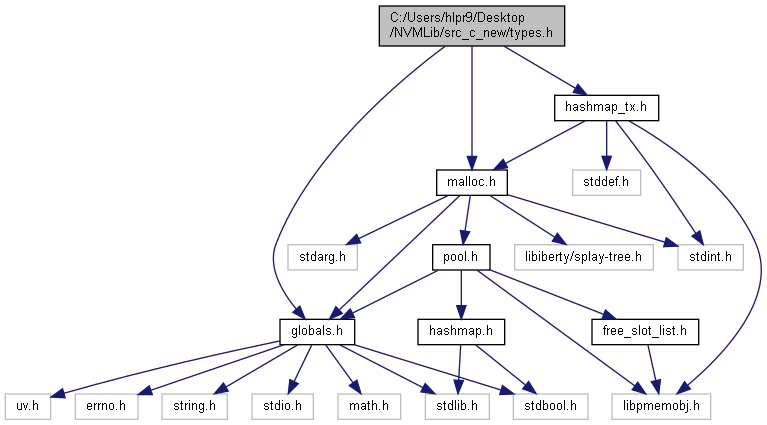 C:/Users/hlpr9/Desktop
/NVMLib/src_c_new/types.h
hashmap_tx.h
malloc.h
stddef.h
stdarg.h
pool.h
libiberty/splay-tree.h
stdint.h
globals.h
hashmap.h
free_slot_list.h
uv.h
errno.h
string.h
stdio.h
math.h
stdlib.h
stdbool.h
libpmemobj.h